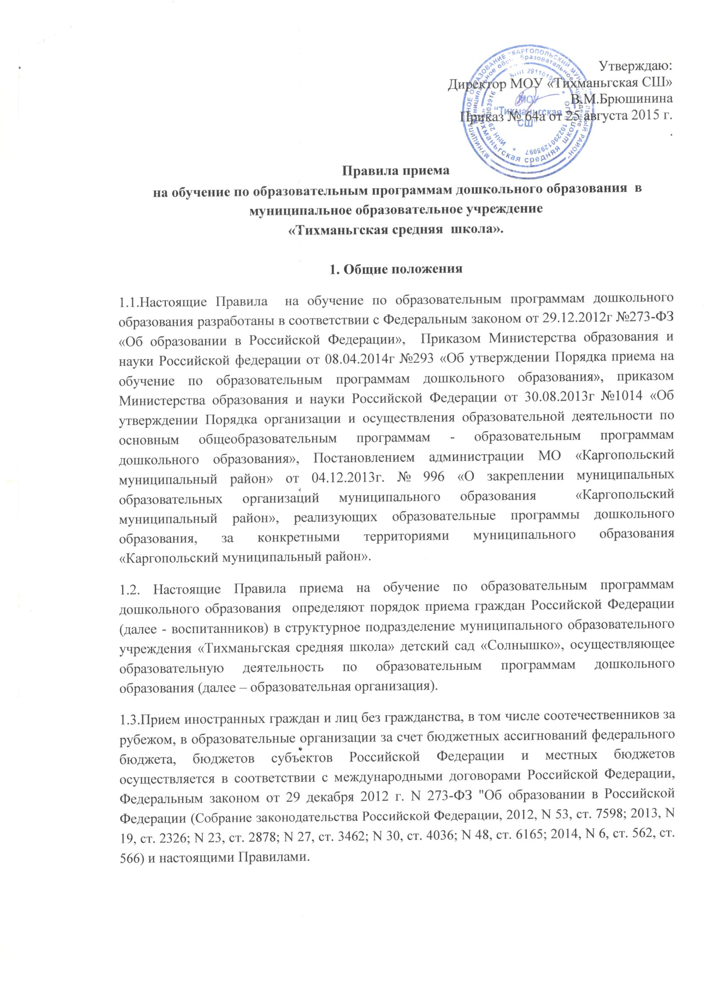 Утверждаю:
Директор МОУ «Тихманьгская СШ»
В.М.Брюшинина
Приказ № 64а от 25 августа 2015 г.
.
МУНИЦИПАЛЬНОЕ ОБРАЗОВАНИЕ "КАРГОПОЛЬСКИЙ РАЙОН"
Тихманьгская средняя школа
ОГРН 1022901295097
МОУ
"Тихманьгская
СШ"
Правила приема
на обучение по образовательным программам дошкольного образования в
муниципальное образовательное учреждение
«Тихманьгская средняя школа».
1. Общие положения
1.1.Настоящие Правила на обучение по образовательным программам дошкольного
образования разработаны в соответствии с Федеральным законом от 29.12.2012г №273-ФЗ
«Об образовании в Российской Федерации», Приказом Министерства образования и
науки Российской федерации от 08.04.2014г №293 «Об утверждении Порядка приема на
обучение по образовательным программам дошкольного образования», приказом
Министерства образования и науки Российской Федерации от 30.08.2013г №1014 «Об
утверждении Порядка организации и осуществления образовательной деятельности по
основным общеобразовательным программам - образовательным программам
дошкольного образования», Постановлением администрации МО «Каргопольский
муниципальный район» от 04.12.2013г. № 996 «О закреплении муниципальных
образовательных организаций муниципального образования «Каргопольский
муниципальный район», реализующих образовательные программы дошкольного
образования, за конкретными территориями муниципального образования
«Каргопольский муниципальный район».
1.2. Настоящие Правила приема на обучение по образовательным программам
дошкольного образования определяют порядок приема граждан Российской Федерации
(далее - воспитанников) в структурное подразделение муниципального образовательного
учреждения «Тихманьгская средняя школа» детский сад «Солнышко», осуществляющее
образовательную деятельность по образовательным программам дошкольного
образования (далее – образовательная организация).
1.3.Прием иностранных граждан и лиц без гражданства, в том числе соотечественников за
рубежом, в образовательные организации за счет бюджетных ассигнований федерального
бюджета, бюджетов субъектов Российской Федерации и местных бюджетов
осуществляется в соответствии с международными договорами Российской Федерации,
Федеральным законом от 29 декабря 2012 г. N 273-ФЗ "Об образовании в Российской
Федерации (Собрание законодательства Российской Федерации, 2012, N 53, ст. 7598; 2013, N
19, ст. 2326; N 23, ст. 2878; N 27, ст. 3462; N 30, ст. 4036; N 48, ст. 6165; 2014, N 6, ст. 562, ст.
566) и настоящими Правилами.